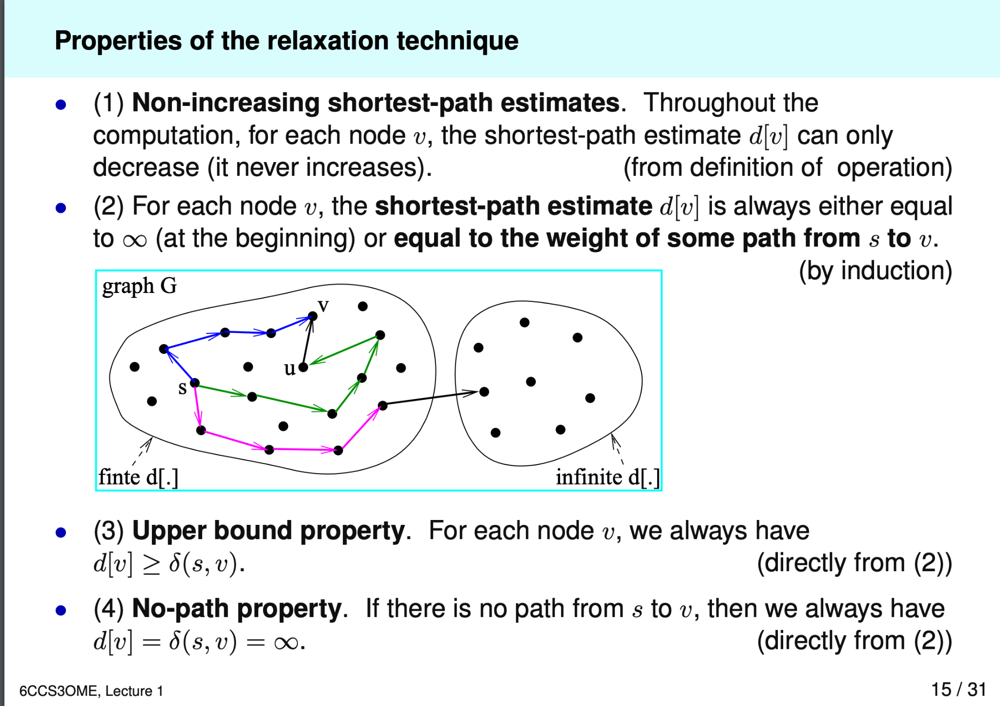 Properties of the relaxation technique
• (1) Non-increasing shortest-path estimates. Throughout the
computation, for each node v, the shortest-path estimate d[v] can only
decrease (it never increases). (from definition of operation)
• (2) For each node v, the shortest-path estimate d[v] is always either equal
to ∞ (at the beginning) or equal to the weight of some path from s to v.
(by induction)
graph G
v
u
s
finte d[.]
infinite d[.]
• (3) Upper bound property. For each node v, we always have
d[v] ≥ δ(s, v). (directly from (2))
• (4) No-path property. If there is no path from s to v, then we always have
d[v] = δ(s, v) = ∞. (directly from (2))
6CCS3OME, Lecture 1
15 / 31